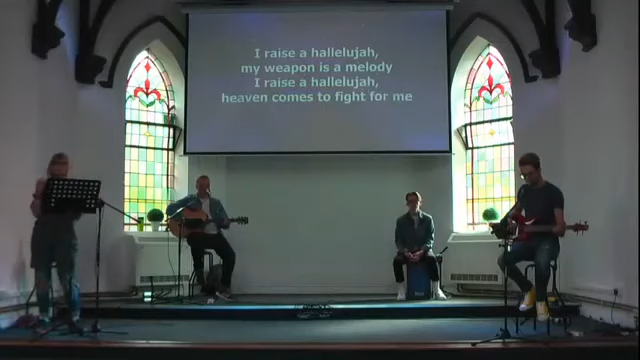 I raise a hallelujah,
my weapon is a melody
I raise a hallelujah,
heaven comes to fight for me